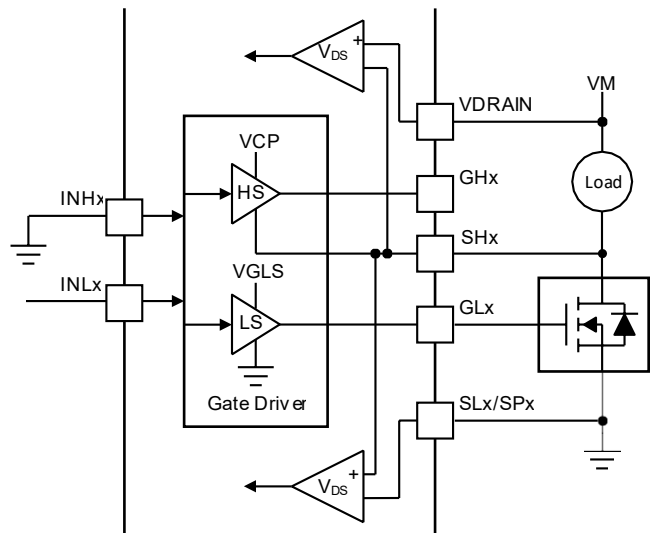 VDS
+
VM
VDRAIN
VCP
GHx
Load
HS
INHx
SHx
VGLS
INLx
GLx
LS
Gate Driver
SLx/SPx
+
VDS